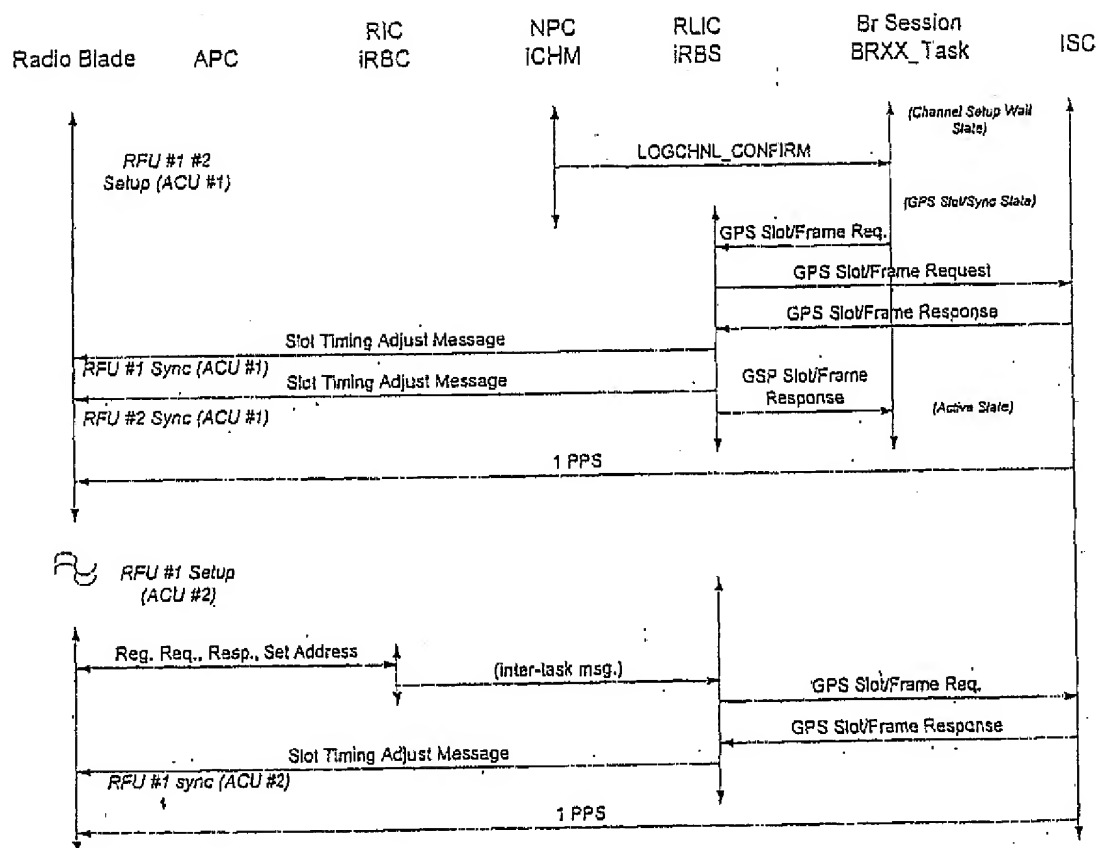 Radio Blade
APC
RIC
iRBC
NPC
iCHM
RLIC
iRBS
Br Session
BRXX_Task
ISC
(Channel Setup Wait
State)
LOGCHNL_CONFIRM
RFU #1 #2
Setup (ACU #1)
(GPS Slot/Sync State)
GPS Slot/Frame Req.
GPS Slot/Frame Request
GPS Slot/Frame Response
Slot Timing Adjust Message
RFU #1 Sync (ACU #1)
Slot Timing Adjust Message
GSP Slot/Frame
Response
(Active State)
RFU #2 Sync (ACU #1)
1 PPS
RFU #1 Setup
(ACU #2)
Reg. Req., Resp., Set Address
(inter-task msg.)
GPS Slot/Frame Req.
GPS Slot/Frame Response
Slot Timing Adjust Message
RFU #1 sync (ACU #2)
1 PPS